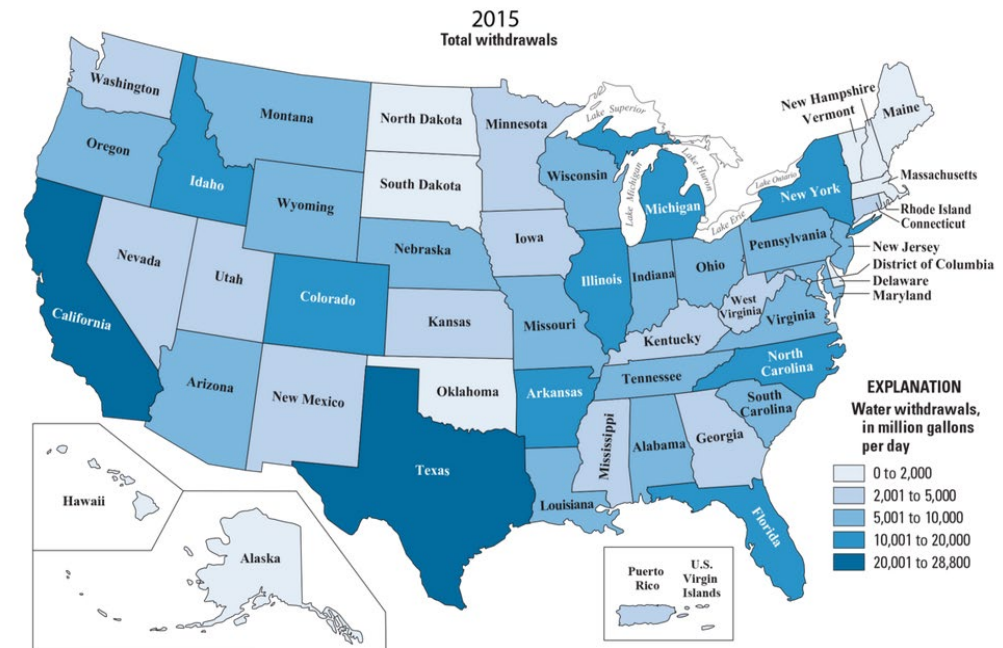 2015
Total withdrawals
Washington
Oregon
California
Idaho
Nevada
Utah
Arizona
Montana
Wyoming
Colorado
New Mexico
North Dakota
South Dakota
Nebraska
Kansas
Oklahoma
Texas
Minnesota
Iowa
Missouri
Arkansas
Louisiana
Wisconsin
Illinois
Lake Superior
Lake Michigan
Lake Huron
Lake Erie
Lake Ontario
Michigan
Indiana
Ohio
Kentucky
Tennessee
Mississippi
Alabama
Georgia
Florida
South
Carolina
North
Carolina
Virginia
West
Virginia
Pennsylvania
New York
New Hampshire
Vermont
Maine
Massachusetts
Rhode Island
Connecticut
New Jersey
District of Columbia
Delaware
Maryland
Hawaii
Alaska
Puerto
Rico
U.S.
Virgin
Islands
EXPLANATION
Water withdrawals,
in million gallons
per day
0 to 2,000
2,001 to 5,000
5,001 to 10,000
10,001 to 20,000
20,001 to 28,800